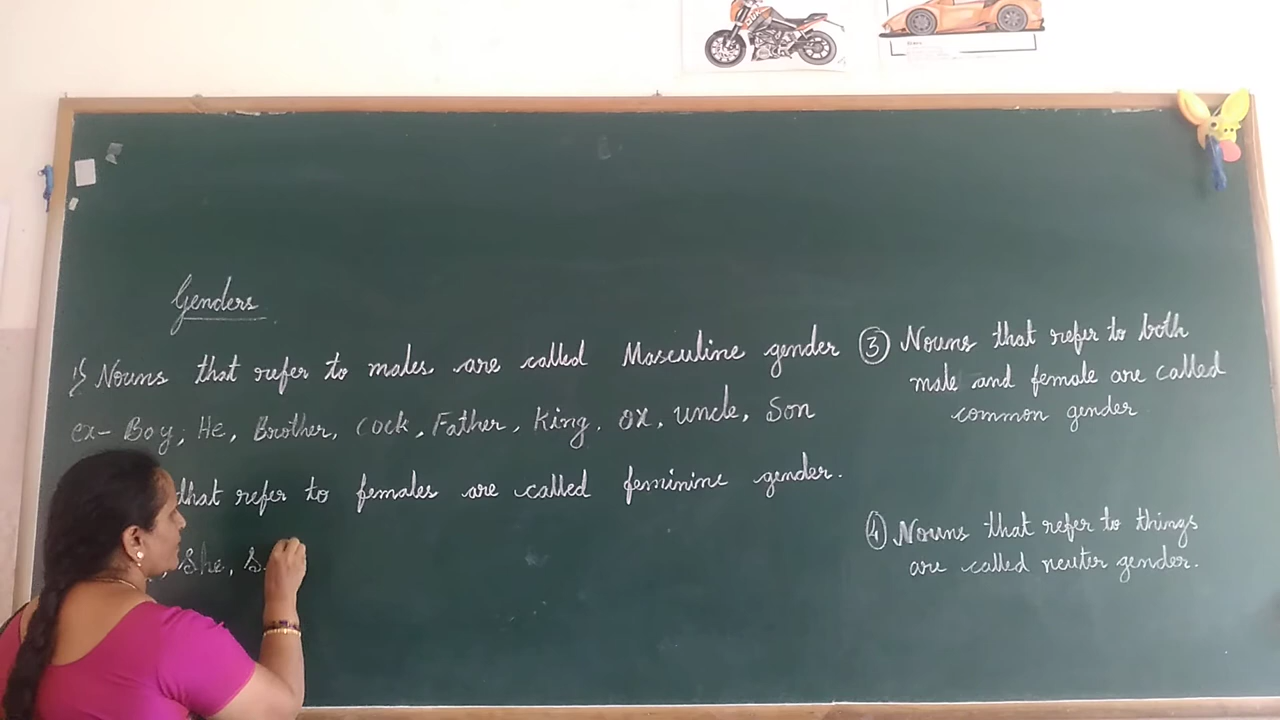 Genders
1) Nouns that refer to males are called Masculine gender
ex- Boy, He, Brother, Cock, Father, King, Ox, Uncle, Son
that refer to females are called feminine gender.
She, S
③ Nouns that refer to both
male and female are called
common gender
④ Nouns that refer to things
are called neuter gender.